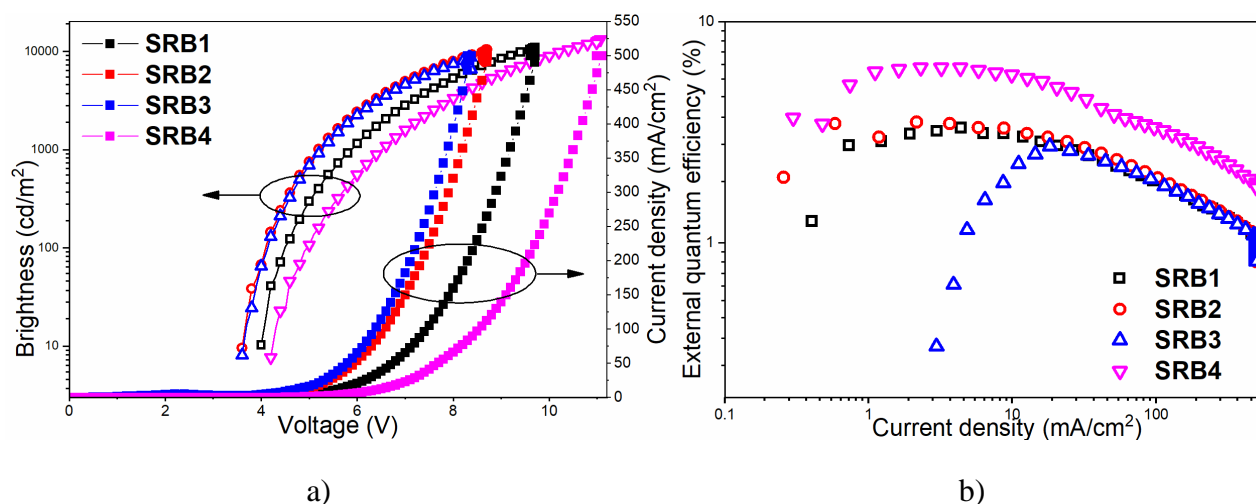 a)
SRB1
SRB2
SRB3
SRB4
Brightness (cd/m²)
10000
1000
100
10
0
2
4
6
8
10
Voltage (V)
550
500
450
400
350
300
250
200
150
100
50
0
Current density (mA/cm²)
b)
External quantum efficiency (%)
10
1
SRB1
SRB2
SRB3
SRB4
0.1
1
10
100
Current density (mA/cm²)
a)
b)